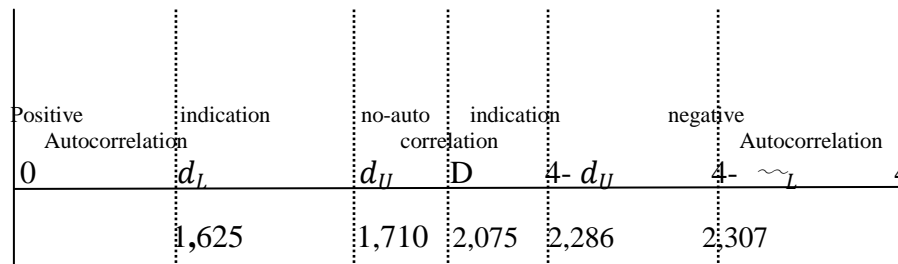 Positive indication no-auto indication negative
Autocorrelation correlation Autocorrelation
0 d_L d_U D 4- d_U 4- L
1,625 1,710 2,075 2,286 2,307